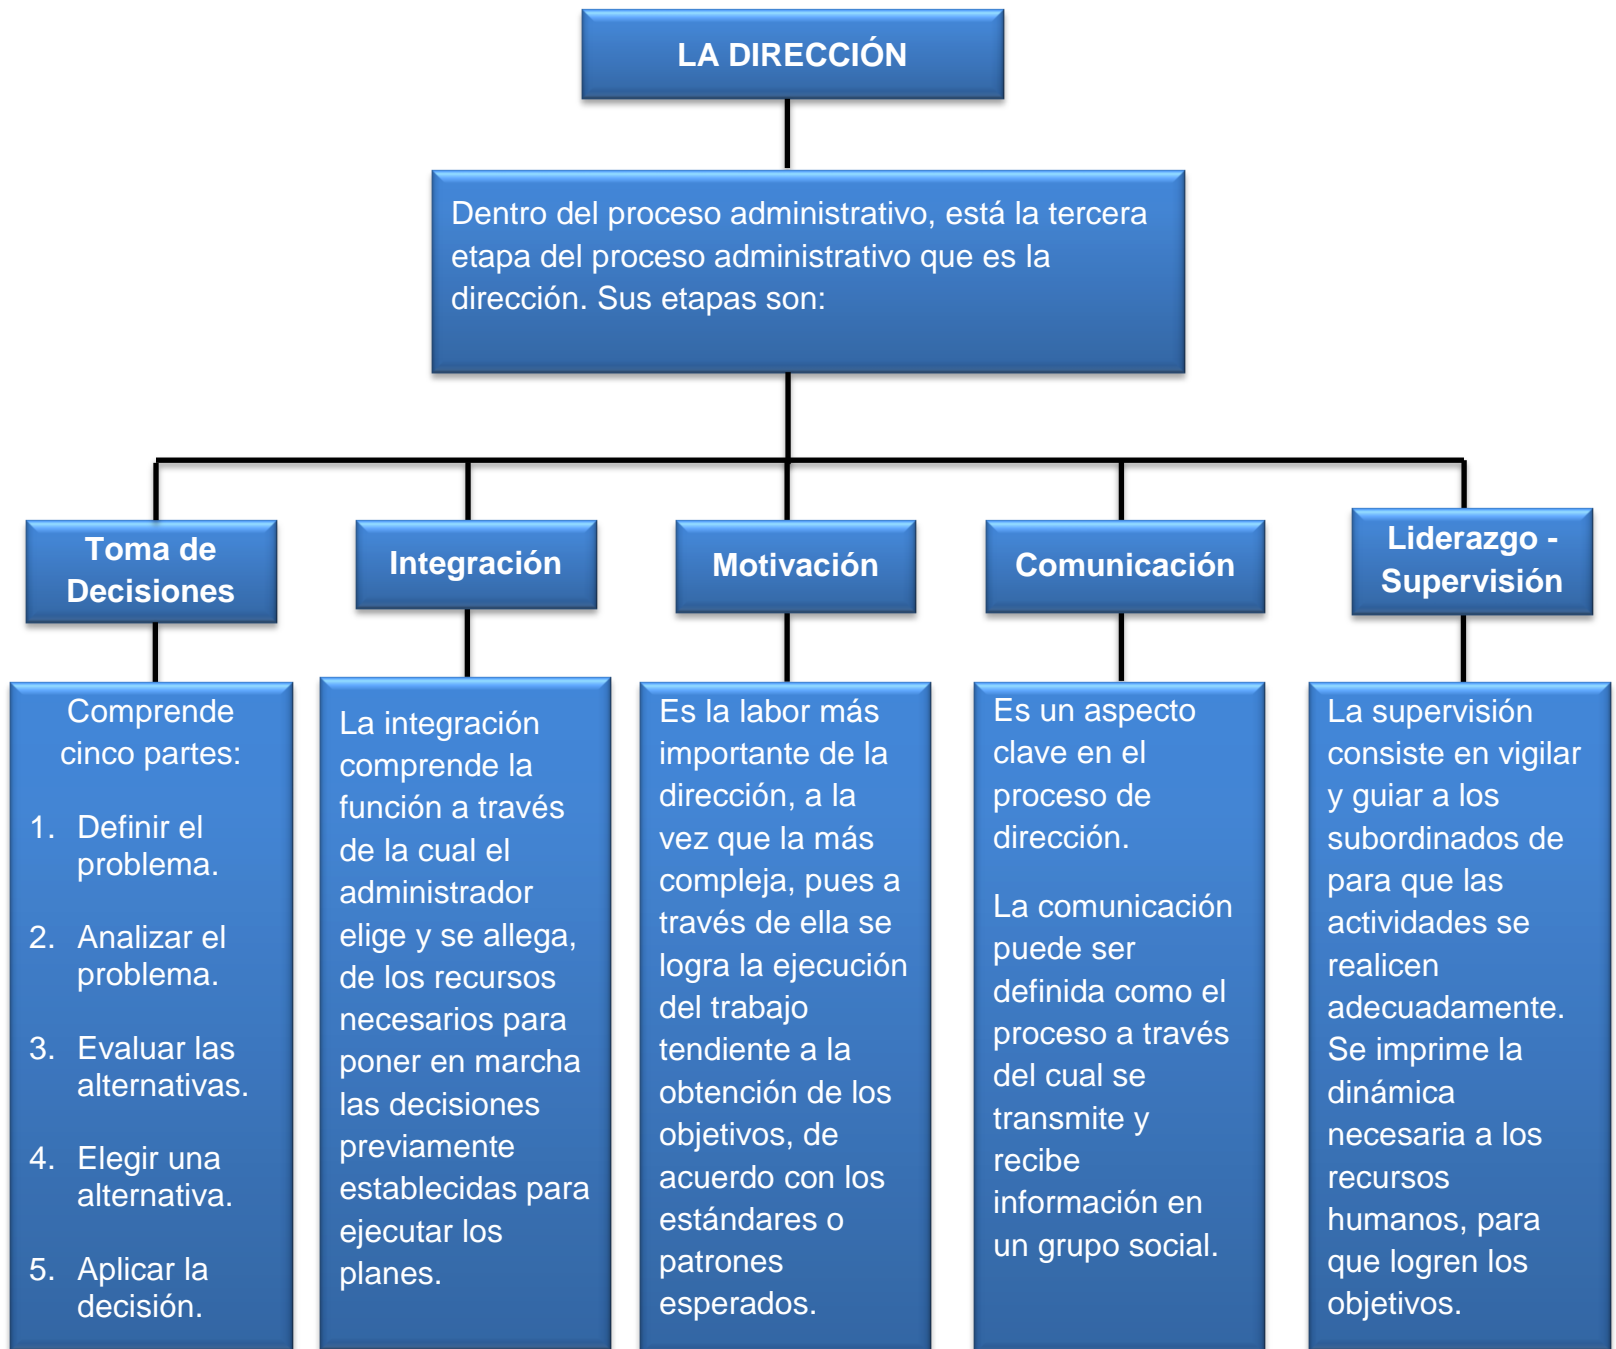 LA DIRECCIÓN
Dentro del proceso administrativo, está la tercera
etapa del proceso administrativo que es la
dirección. Sus etapas son:
Toma de
Decisiones
Integración
Motivación
Comunicación
Liderazgo -
Supervisión
Comprende
cinco partes:
1. Definir el
problema.
2. Analizar el
problema.
3. Evaluar las
alternativas.
4. Elegir una
alternativa.
5. Aplicar la
decisión.
La integración
comprende la
función a través
de la cual el
administrador
elige y se allega,
de los recursos
necesarios para
poner en marcha
las decisiones
previamente
establecidas para
ejecutar los
planes.
Es la labor más
importante de la
dirección, a la
vez que la más
compleja, pues a
través de ella se
logra la ejecución
del trabajo
tendiente a la
obtención de los
objetivos, de
acuerdo con los
estándares o
patrones
esperados.
Es un aspecto
clave en el
proceso de
dirección.
La comunicación
puede ser
definida como el
proceso a través
del cual se
transmite y
recibe
información en
un grupo social.
La supervisión
consiste en vigilar
y guiar a los
subordinados de
para que las
actividades se
realicen
adecuadamente.
Se imprime la
dinámica
necesaria a los
recursos
humanos, para
que logren los
objetivos.